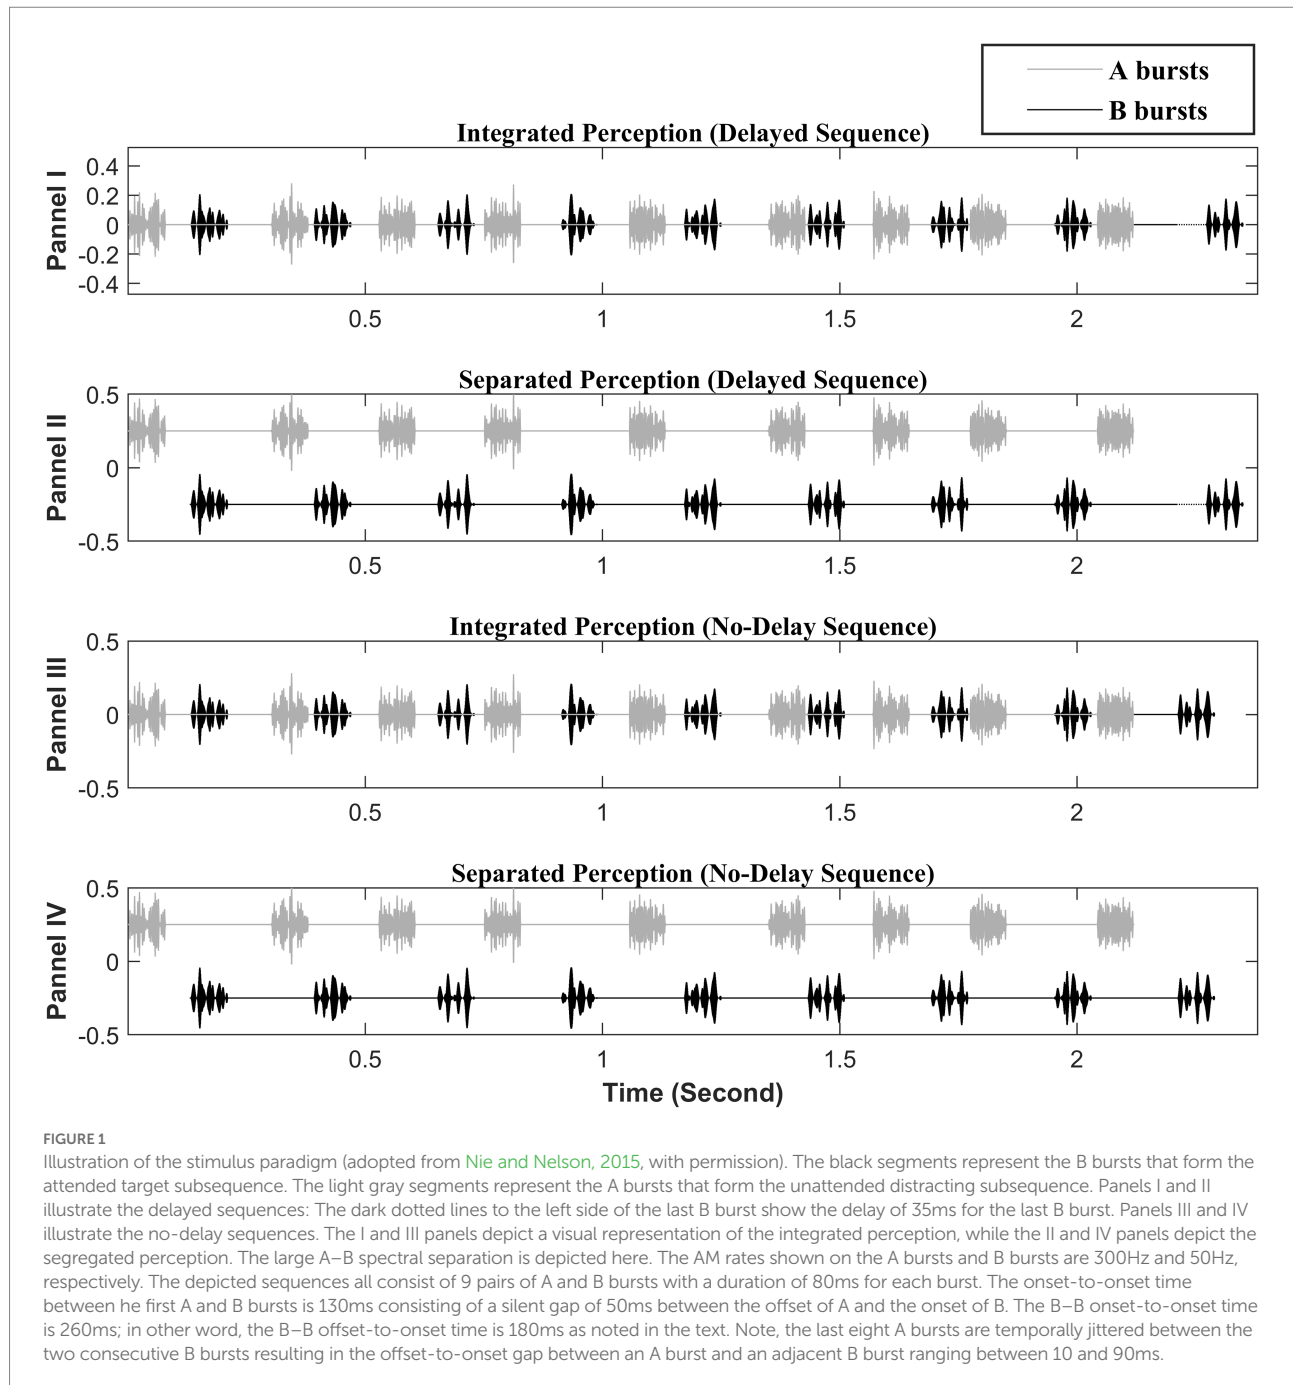 A bursts
B bursts
Integrated Perception (Delayed Sequence)
Pannel I
0.4
0.2
0
-0.2
-0.4
0.5
1
1.5
2
Separated Perception (Delayed Sequence)
Pannel II
0.5
0
-0.5
0.5
1
1.5
2
Integrated Perception (No-Delay Sequence)
Pannel III
0.5
0
-0.5
0.5
1
1.5
2
Separated Perception (No-Delay Sequence)
Pannel IV
0.5
0
-0.5
0.5
1
1.5
2
Time (Second)
FIGURE 1
Illustration of the stimulus paradigm (adopted from Nie and Nelson, 2015, with permission). The black segments represent the B bursts that form the
attended target subsequence. The light gray segments represent the A bursts that form the unattended distracting subsequence. Panels I and II
illustrate the delayed sequences: The dark dotted lines to the left side of the last B burst show the delay of 35ms for the last B burst. Panels III and IV
illustrate the no-delay sequences. The I and III panels depict a visual representation of the integrated perception, while the II and IV panels depict the
segregated perception. The large A–B spectral separation is depicted here. The AM rates shown on the A bursts and B bursts are 300Hz and 50Hz,
respectively. The depicted sequences all consist of 9 pairs of A and B bursts with a duration of 80ms for each burst. The onset-to-onset time
between he first A and B bursts is 130ms consisting of a silent gap of 50ms between the offset of A and the onset of B. The B–B onset-to-onset time
is 260ms; in other word, the B–B offset-to-onset time is 180ms as noted in the text. Note, the last eight A bursts are temporally jittered between the
two consecutive B bursts resulting in the offset-to-onset gap between an A burst and an adjacent B burst ranging between 10 and 90ms.